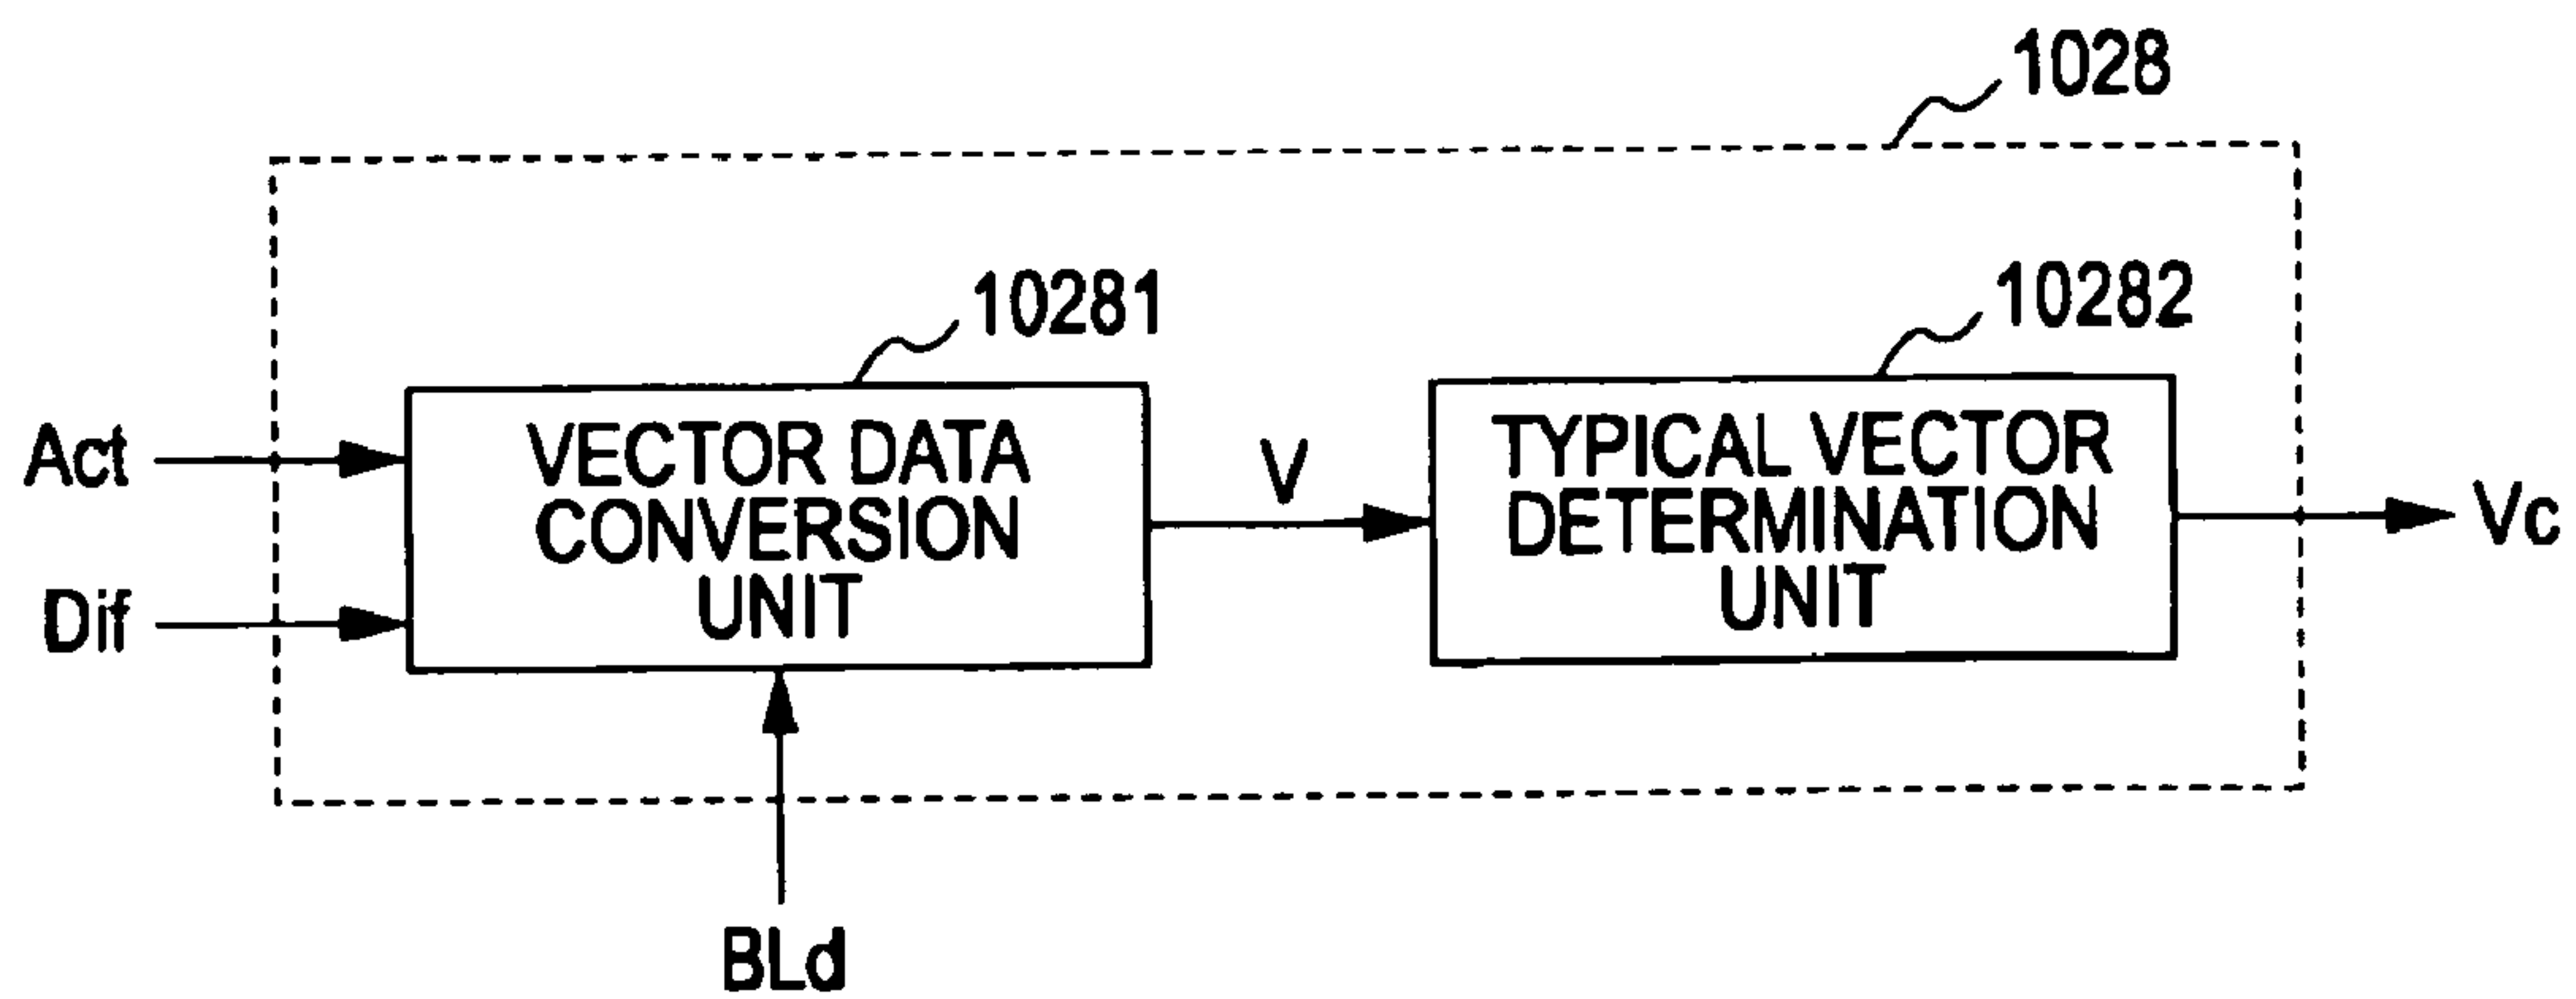 1028
10281
10282
Act
Dif
VECTOR DATA
CONVERSION
UNIT
V
TYPICAL VECTOR
DETERMINATION
UNIT
Vc
BLd